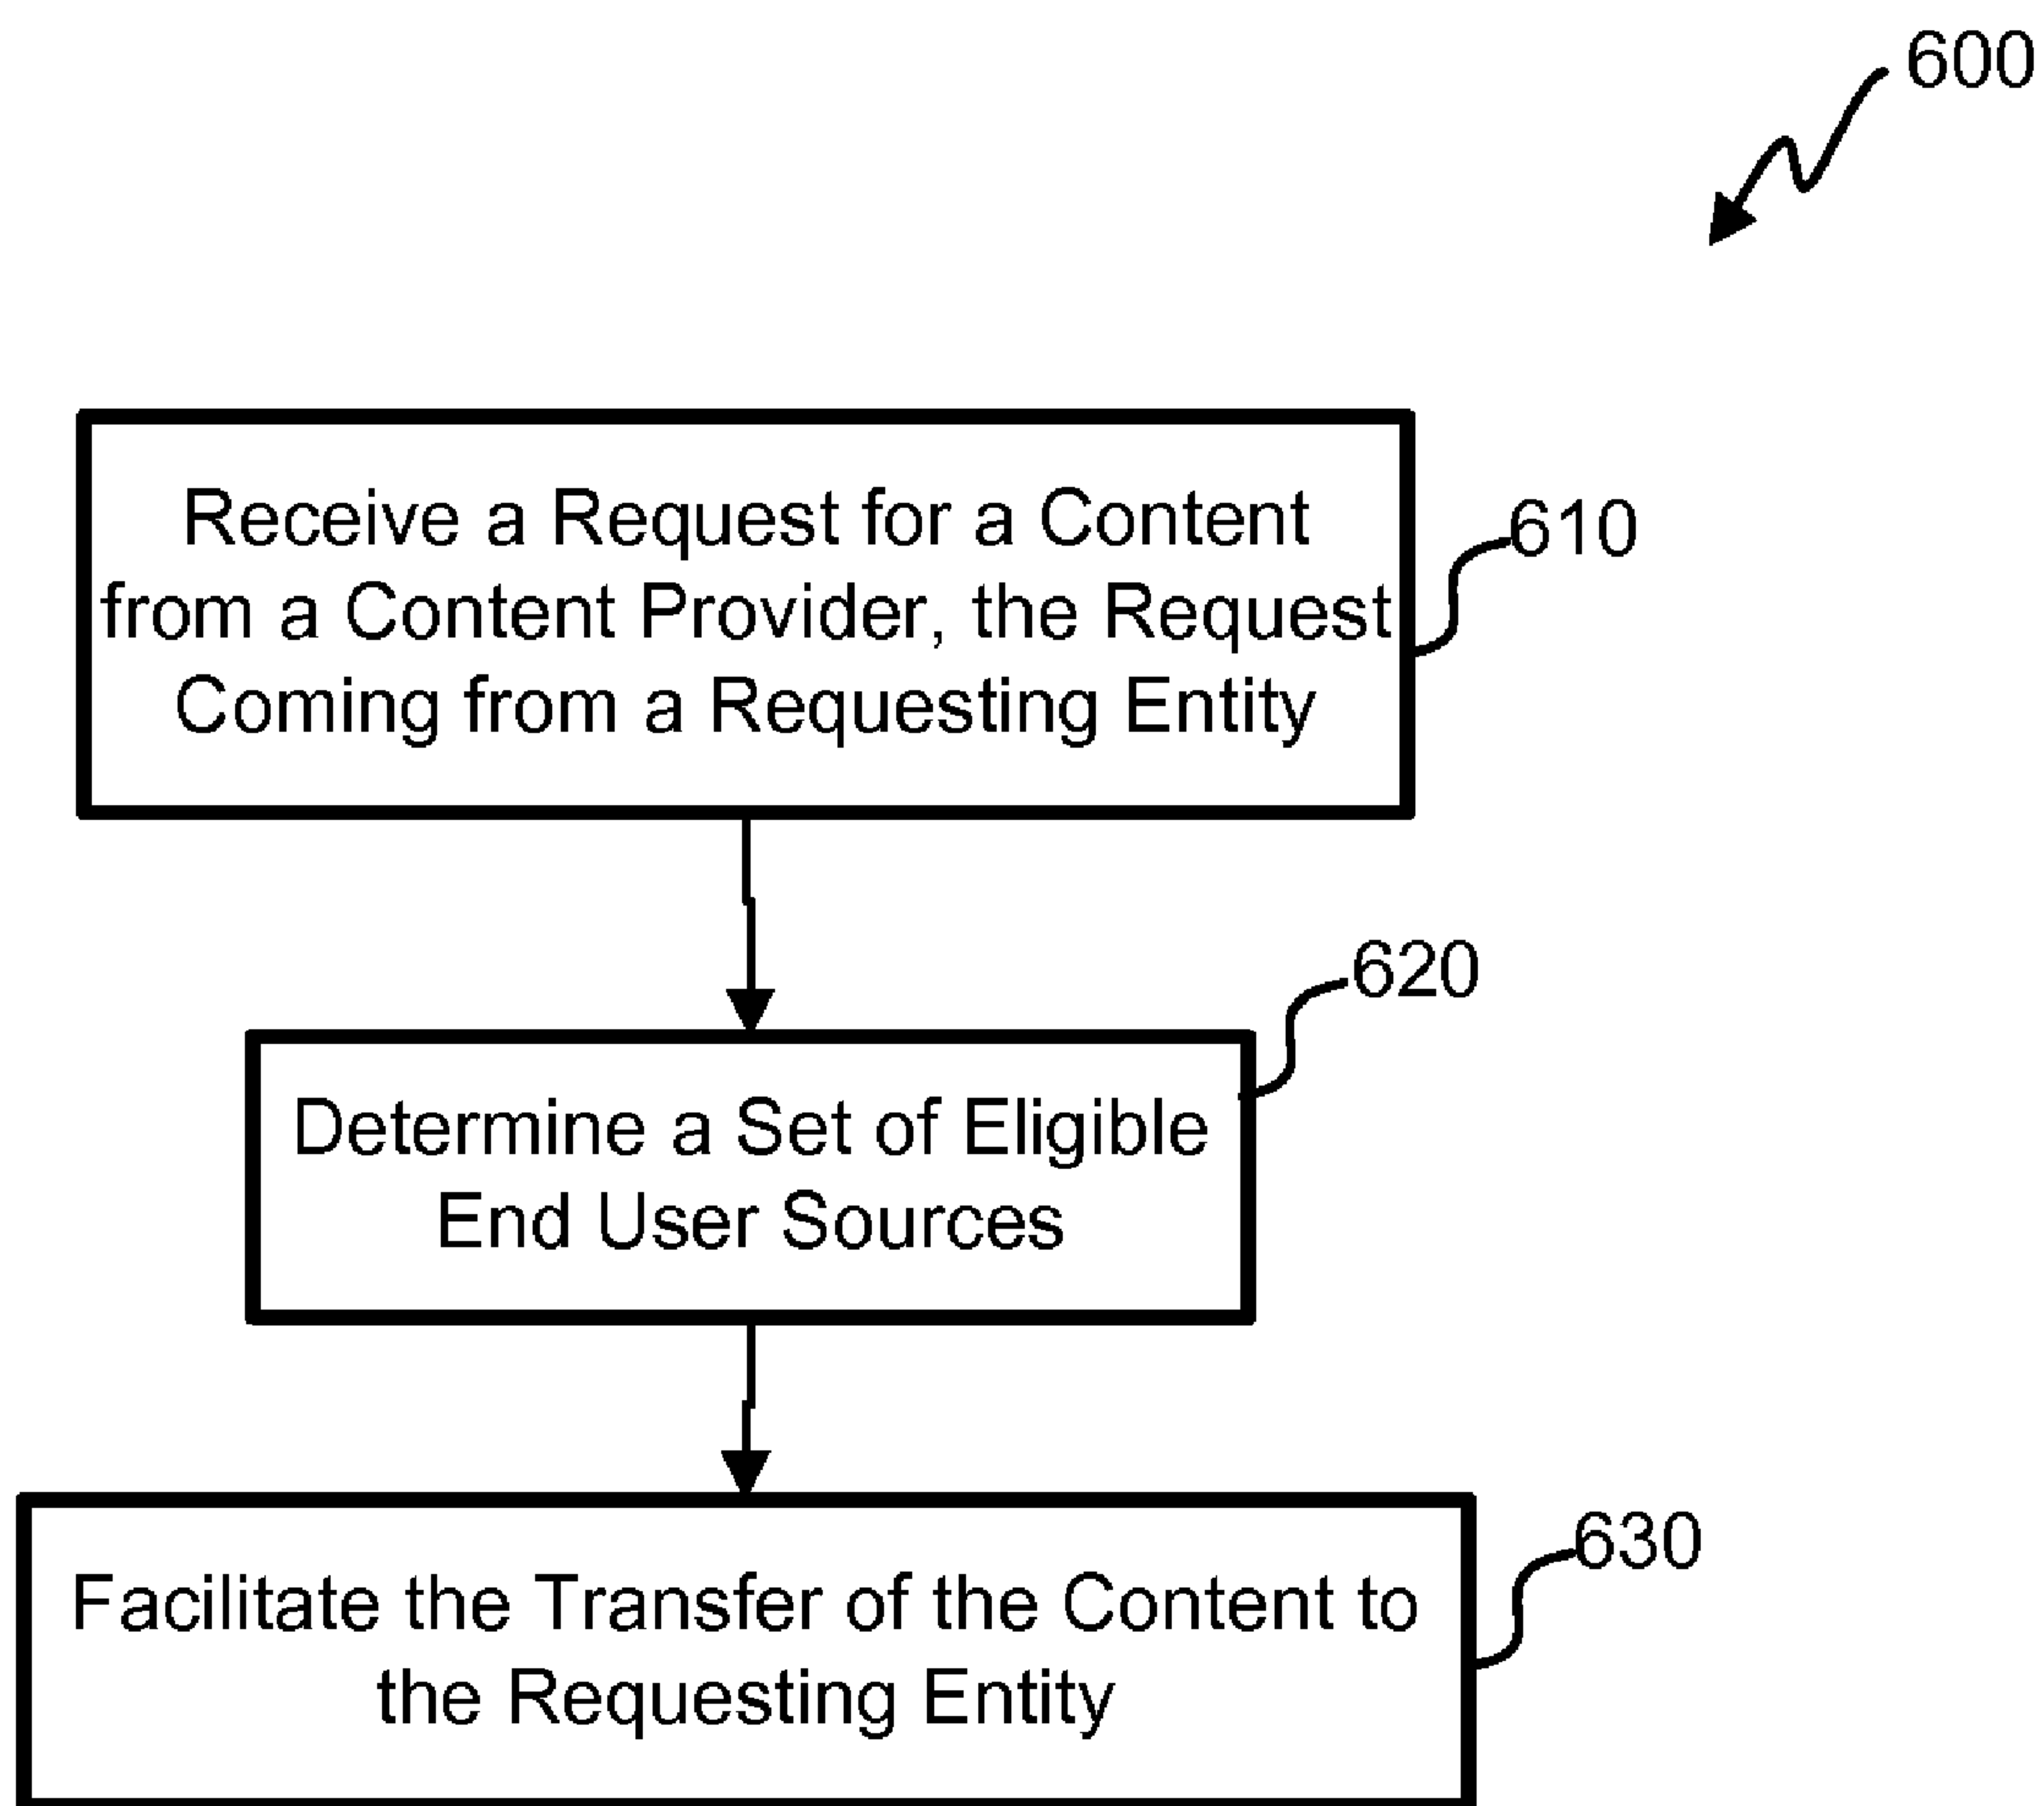 600
Receive a Request for a Content
from a Content Provider, the Request
Coming from a Requesting Entity
610
620
Determine a Set of Eligible
End User Sources
630
Facilitate the Transfer of the Content to
the Requesting Entity